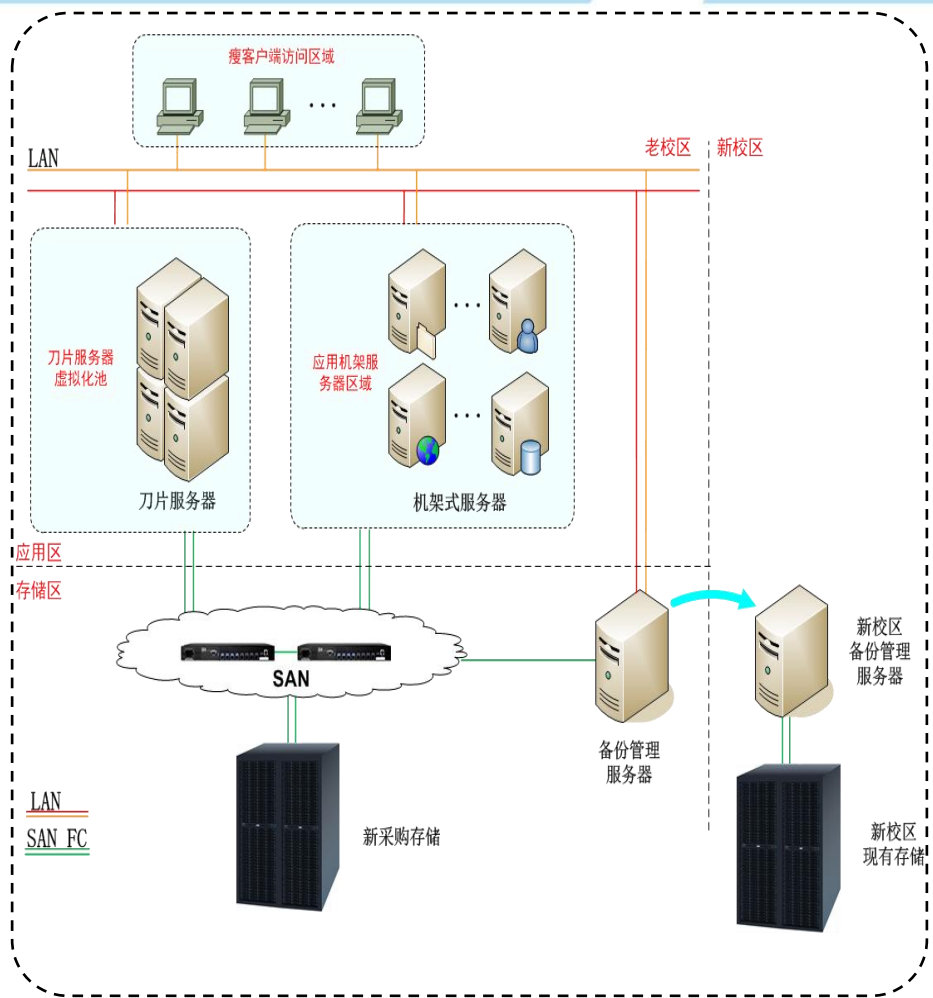 瘦客户端访问区域
LAN
老校区
新校区
刀片服务器
虚拟化池
刀片服务器
应用机架服
务器区域
机架式服务器
应用区
存储区
SAN
备份管理
服务器
新校区
备份管理
服务器
新采购存储
新校区
现有存储
LAN
SAN FC